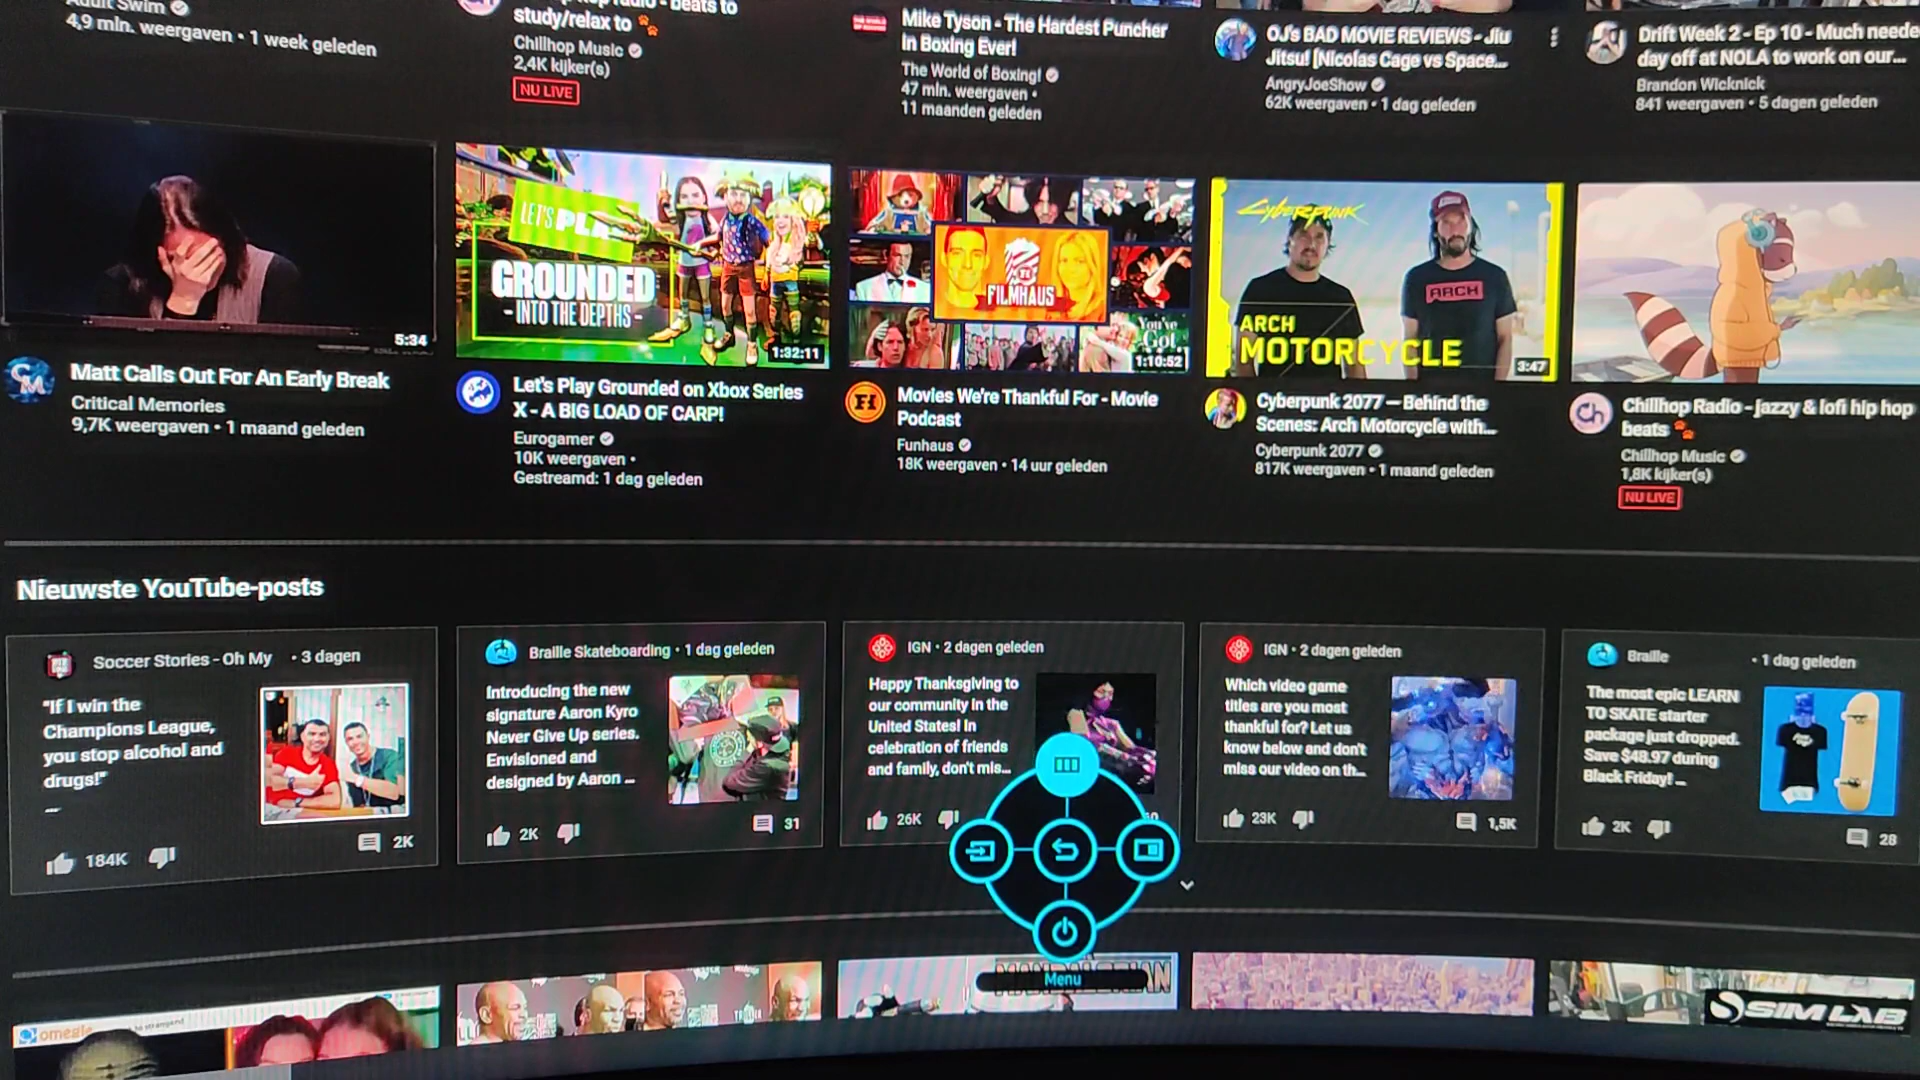 Adult Swim
4,9 mln. weergaven • 1 week geleden
beats to
study/relax to
Chillhop Music
2,4K kijker(s)
NU LIVE
Mike Tyson - The Hardest Puncher
In Boxing Ever!
The World of Boxing!
47 mln. weergaven •
11 maanden geleden
OJ's BAD MOVIE REVIEWS - Jiu
Jitsu! [Nicolas Cage vs Space...
AngryJoeShow
62K weergaven • 1 dag geleden
Drift Week 2 - Ep 10 - Much neede
day off at NOLA to work on our...
Brandon Wicknick
841 weergaven • 5 dagen geleden
5:34
CM
Matt Calls Out For An Early Break
Critical Memories
9,7K weergaven • 1 maand geleden
LET'S PLA
GROUNDED
- INTO THE DEPTHS -
1:32:11
Let's Play Grounded on Xbox Series
X - A BIG LOAD OF CARP!
Eurogamer
10K weergaven •
Gestreamd: 1 dag geleden
FILMHAUS
You've
Got
1:10:52
Movies We're Thankful For - Movie
Podcast
Funhaus
18K weergaven • 14 uur geleden
CYBERPUNK
ARCH
ARCH
MOTORCYCLE
3:47
Cyberpunk 2077 — Behind the
Scenes: Arch Motorcycle with...
Cyberpunk 2077
817K weergaven • 1 maand geleden
Ch
Chillhop Radio - jazzy & lofi hip hop
beats
Chillhop Music
1,8K kijker(s)
NU LIVE
Nieuwste YouTube-posts
Soccer Stories - Oh My • 3 dagen
"If I win the
Champions League,
you stop alcohol and
drugs!"
...
184K
2K
Braille Skateboarding • 1 dag geleden
Introducing the new
signature Aaron Kyro
Never Give Up series.
Envisioned and
designed by Aaron ...
2K
31
IGN • 2 dagen geleden
Happy Thanksgiving to
our community in the
United States! In
celebration of friends
and family, don't mis...
26K
IGN • 2 dagen geleden
Which video game
titles are you most
thankful for? Let us
know below and don't
miss our video on th...
23K
1,5K
Braille • 1 dag geleden
The most epic LEARN
TO SKATE starter
package just dropped.
Save $48.97 during
Black Friday! ...
2K
28
Menu
omegle
MANDALORIAN
SIM LAB